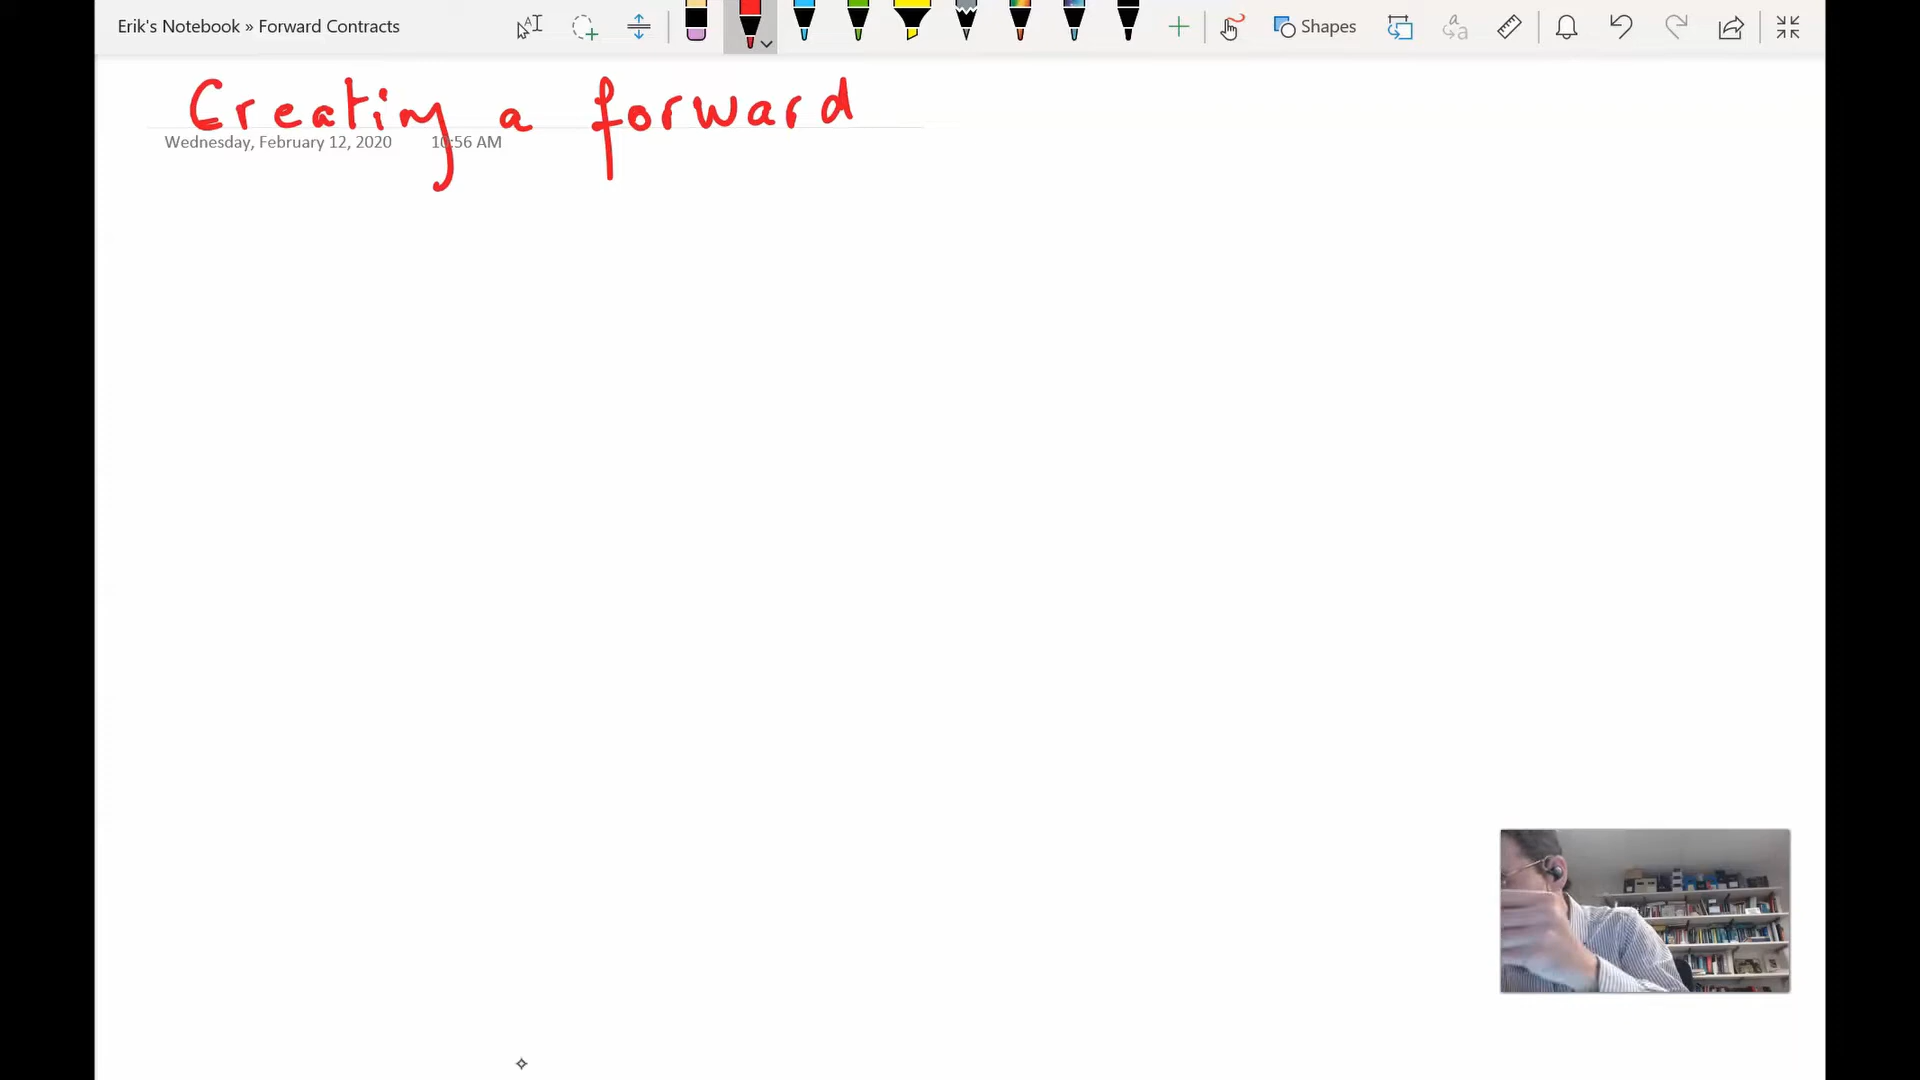 Erik's Notebook » Forward Contracts
Shapes
Creating a forward
Wednesday, February 12, 2020 10:56 AM